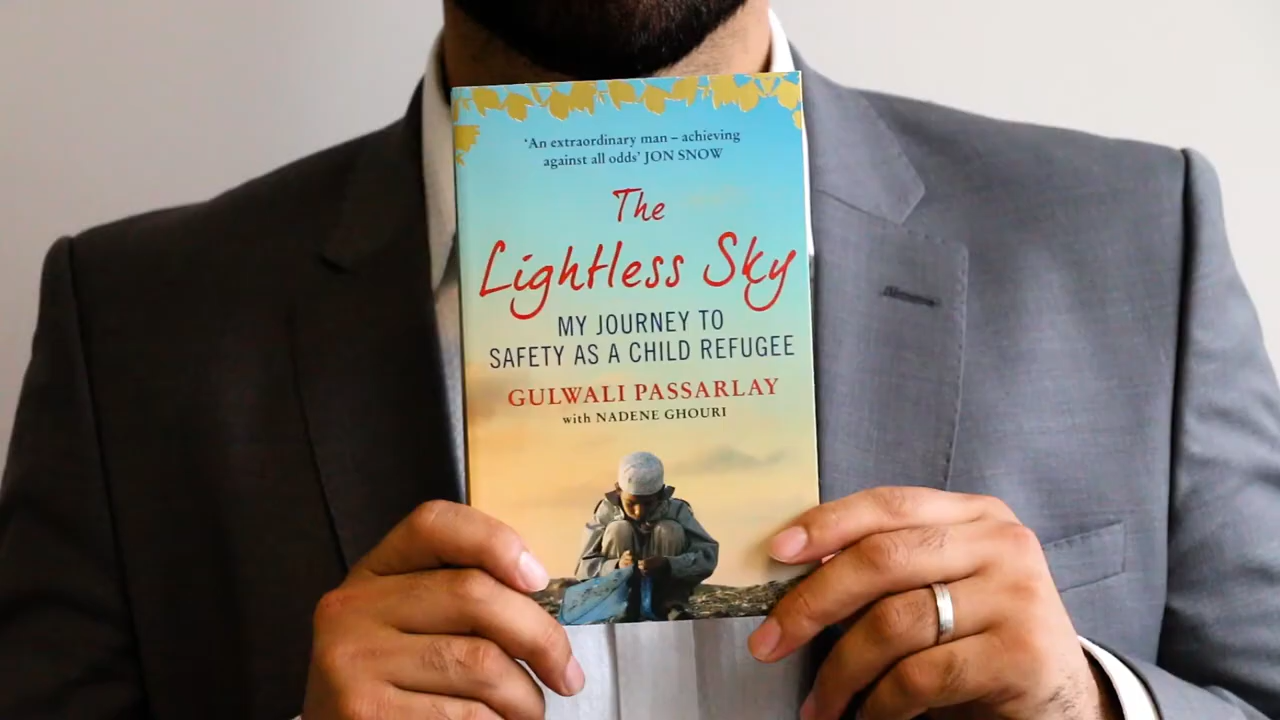 ‘An extraordinary man – achieving
against all odds’ JON SNOW
The
Lightless Sky
MY JOURNEY TO
SAFETY AS A CHILD REFUGEE
GULWALI PASSARLAY
with NADENE GHOURI